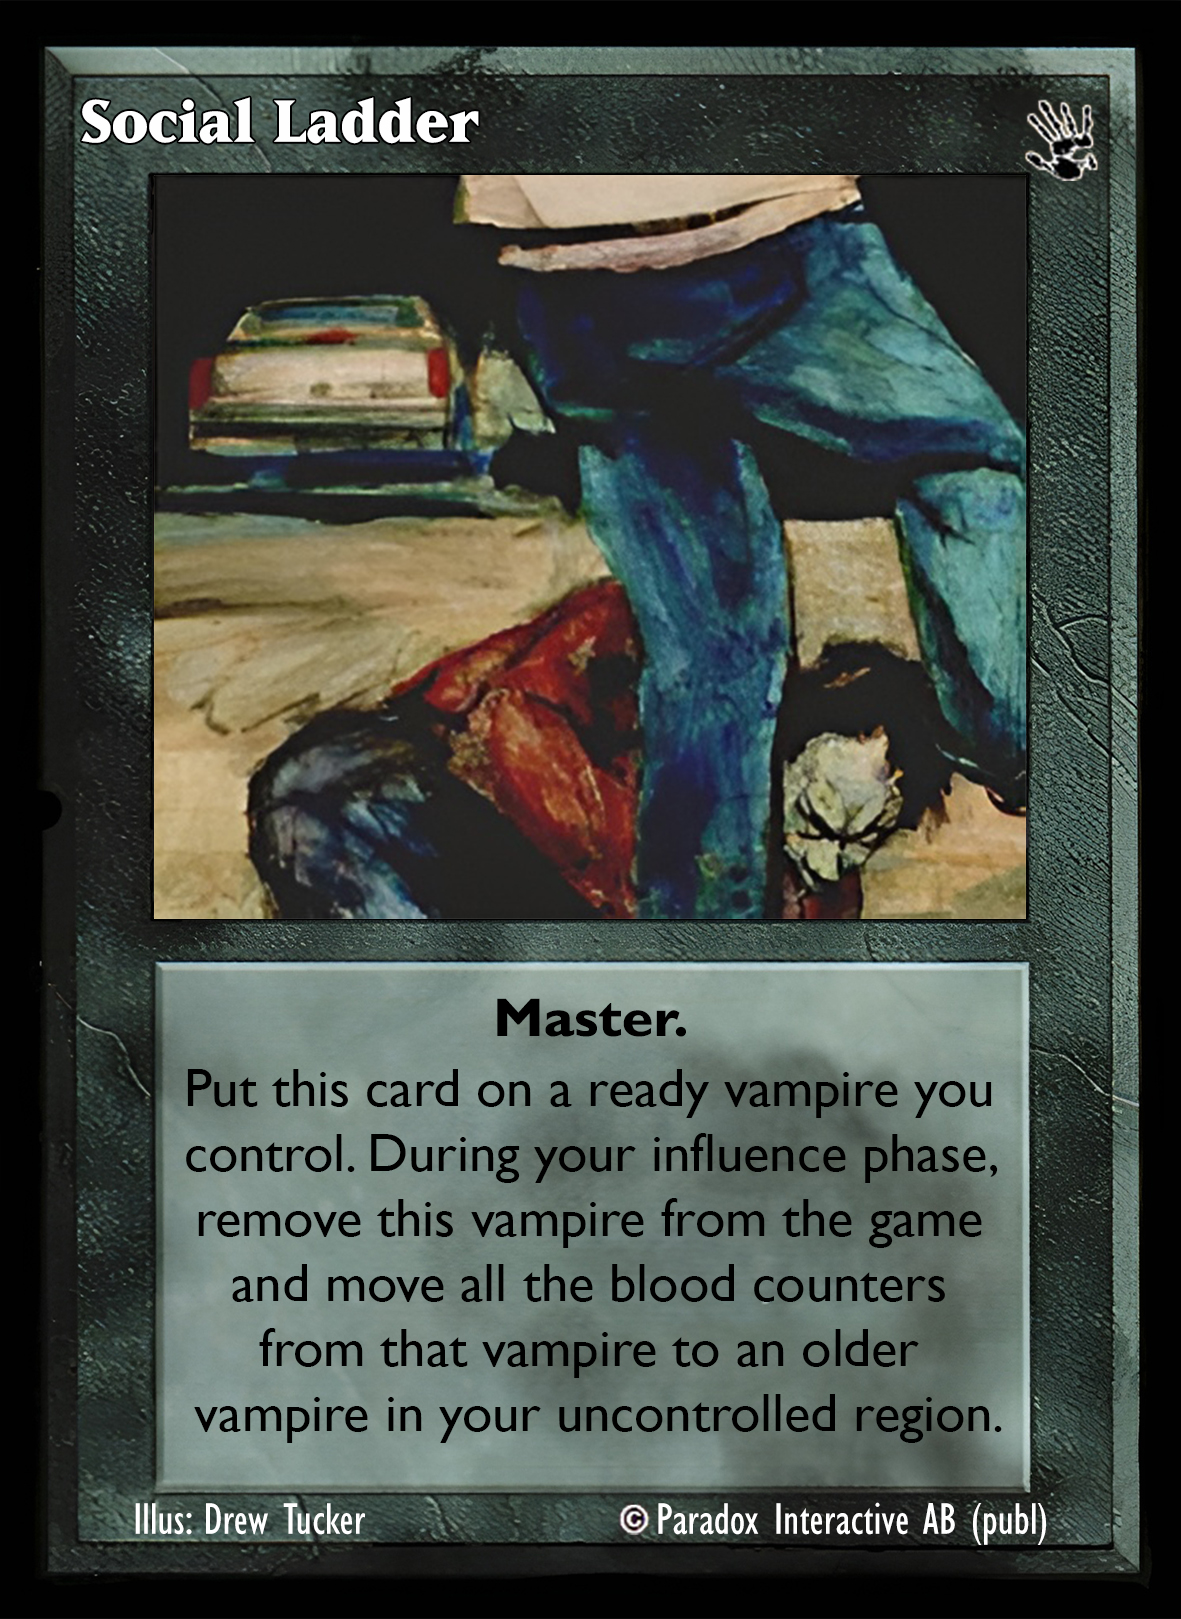 Social Ladder
Master.
Put this card on a ready vampire you
control. During your influence phase,
remove this vampire from the game
and move all the blood counters
from that vampire to an older
vampire in your uncontrolled region.
Illus: Drew Tucker
© Paradox Interactive AB (publ)